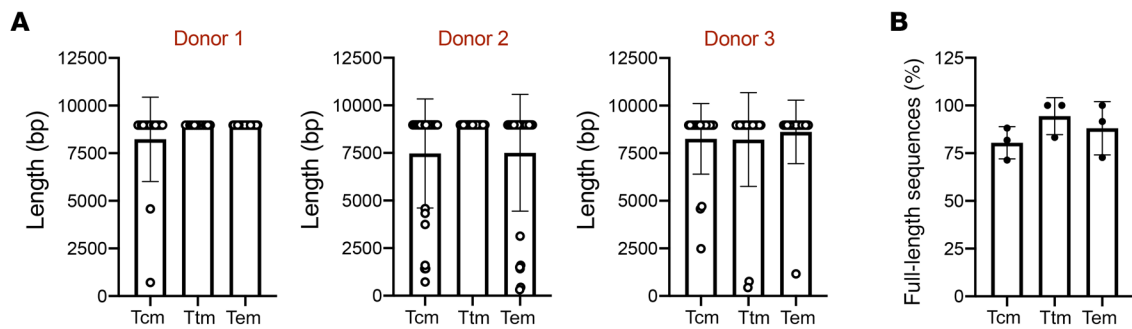 A
Donor 1
Length (bp)
12500
10000
7500
5000
2500
0
Tcm Ttm Tem
Donor 2
Length (bp)
12500
10000
7500
5000
2500
0
Tcm Ttm Tem
Donor 3
Length (bp)
12500
10000
7500
5000
2500
0
Tcm Ttm Tem
B
Full-length sequences (%)
125
100
75
50
25
0
Tcm Ttm Tem